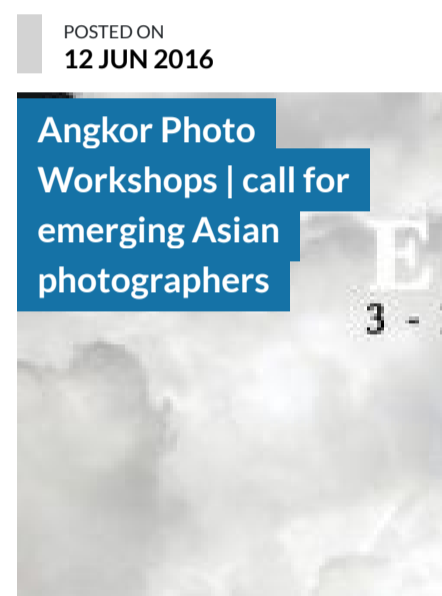 POSTED ON
12 JUN 2016
Angkor Photo
Workshops | call for
emerging Asian
photographers
E
3 -